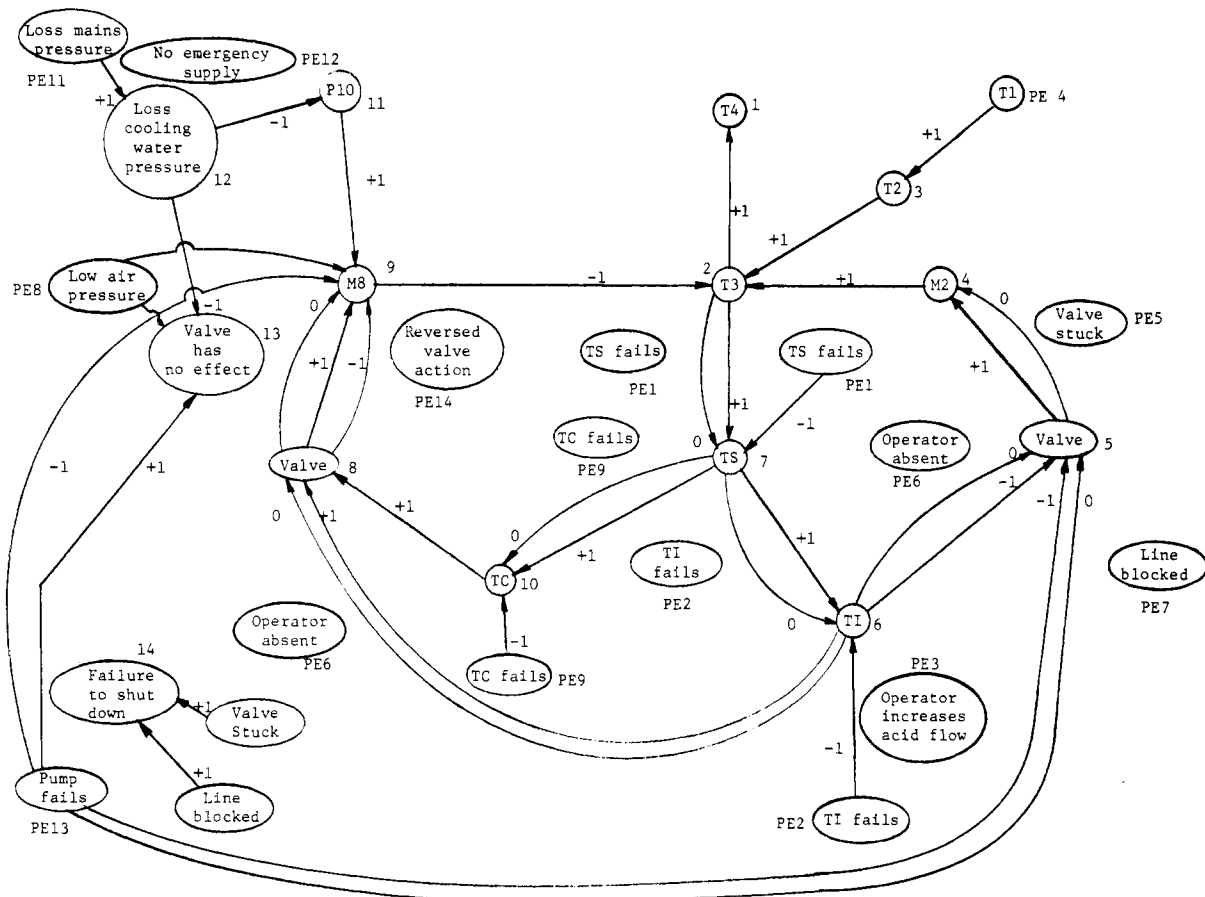 Loss mains
pressure
PE11
No emergency
supply
PE12
+1
Loss
cooling
water
pressure
12
-1
P10
11
+1
T4
1
T1
PE 4
+1
T2
3
+1
+1
PE8
Low air
pressure
-1
Valve
has
no effect
13
M8
9
-1
2
T3
+1
M2
4
0
Valve
stuck
PE5
0
+1
-1
Reversed
valve
action
PE14
TS fails
PE1
TS fails
PE1
+1
-1
+1
-1
+1
Valve
8
0
+1
+1
TC fails
PE9
0
TS
7
Operator
absent
PE6
0
Valve
5
-1
-1
0
0
+1
TC
10
TI
fails
PE2
+1
0
TI
6
Line
blocked
PE7
Operator
absent
PE6
-1
TC fails
PE9
14
Failure
to shut
down
+1
Valve
Stuck
+1
Line
blocked
Pump
fails
PE13
PE3
Operator
increases
acid flow
-1
PE2
TI fails